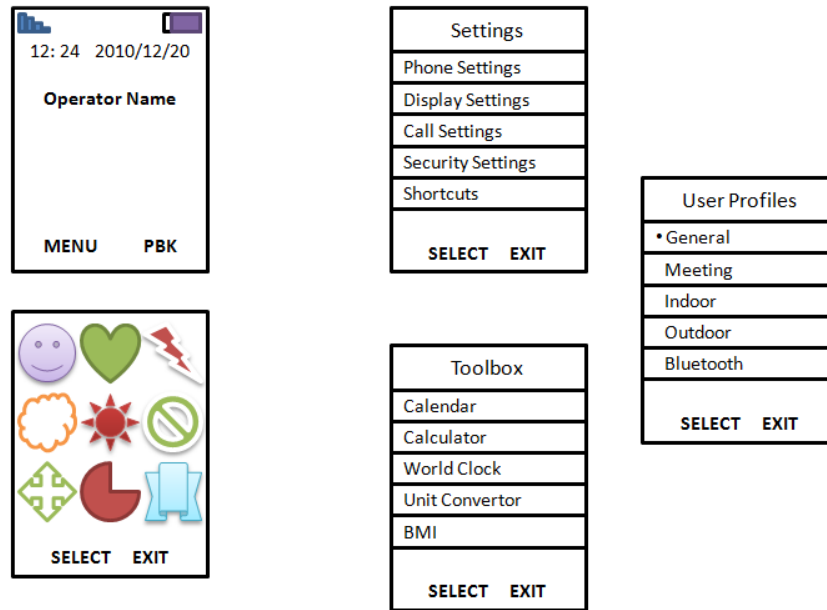 12: 24 2010/12/20
Operator Name
MENU PBK
SELECT EXIT
Settings
Phone Settings
Display Settings
Call Settings
Security Settings
Shortcuts
SELECT EXIT
Toolbox
Calendar
Calculator
World Clock
Unit Convertor
BMI
SELECT EXIT
User Profiles
• General
Meeting
Indoor
Outdoor
Bluetooth
SELECT EXIT